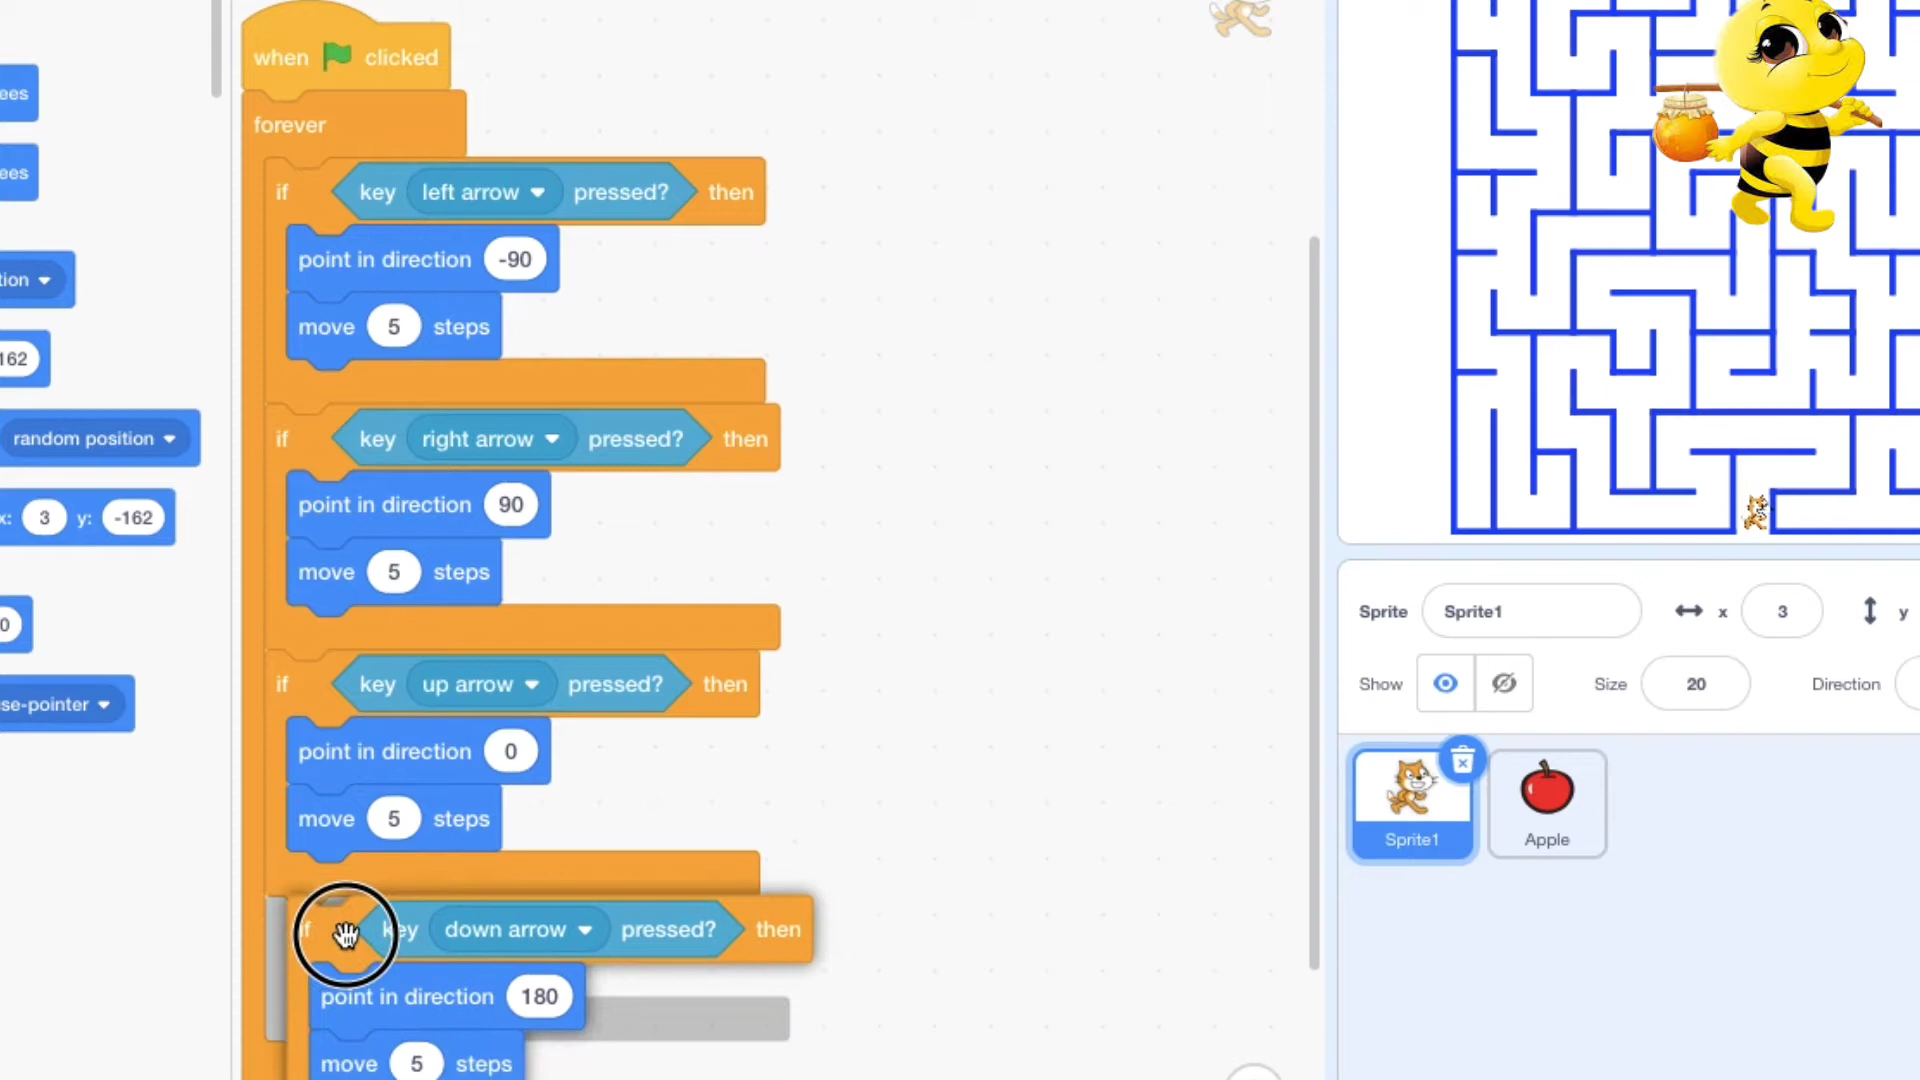 when clicked
forever
if key left arrow pressed? then
point in direction -90
move 5 steps
if key right arrow pressed? then
point in direction 90
move 5 steps
if key up arrow pressed? then
point in direction 0
move 5 steps
if key down arrow pressed? then
point in direction 180
move 5 steps
ees
ees
tion
162
random position
x: 3 y: -162
0
se-pointer
Sprite Sprite1 x 3 y
Show Size 20 Direction
Sprite1
Apple